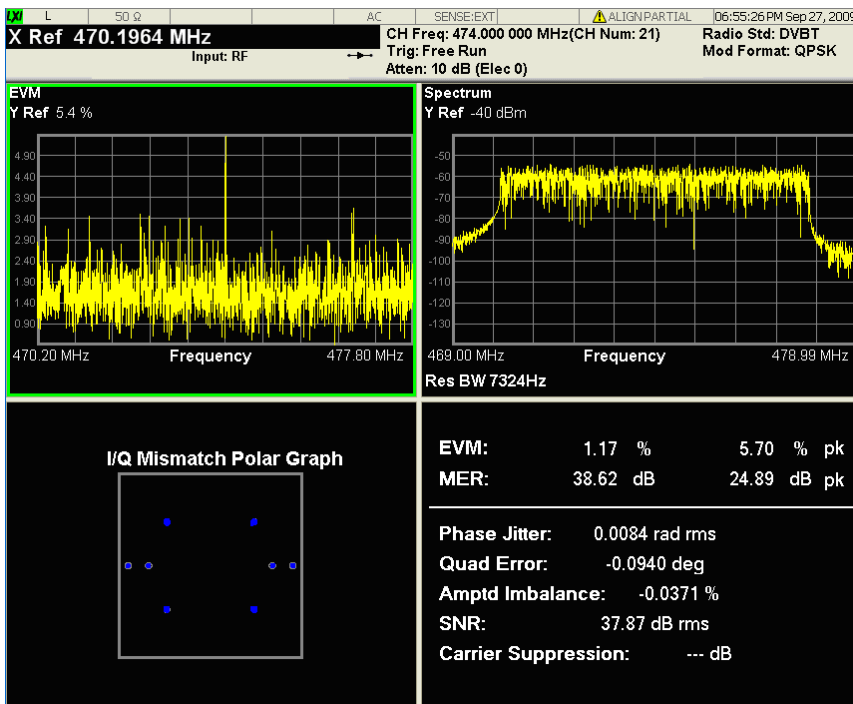 LXI L 50 Ω AC SENSE:EXT ALIGN PARTIAL 06:55:26 PM Sep 27, 2009
X Ref 470.1964 MHz
Input: RF
CH Freq: 474.000 000 MHz(CH Num: 21)
Trig: Free Run
Atten: 10 dB (Elec 0)
Radio Std: DVBT
Mod Format: QPSK
EVM
Y Ref 5.4 %
4.90
4.40
3.90
3.40
2.90
2.40
1.90
1.40
0.90
470.20 MHz Frequency 477.80 MHz
Spectrum
Y Ref -40 dBm
-50
-60
-70
-80
-90
-100
-110
-120
-130
469.00 MHz Frequency 478.99 MHz
Res BW 7324Hz
I/Q Mismatch Polar Graph
EVM: 1.17 % 5.70 % pk
MER: 38.62 dB 24.89 dB pk
Phase Jitter: 0.0084 rad rms
Quad Error: -0.0940 deg
Amptd Imbalance: -0.0371 %
SNR: 37.87 dB rms
Carrier Suppression: --- dB